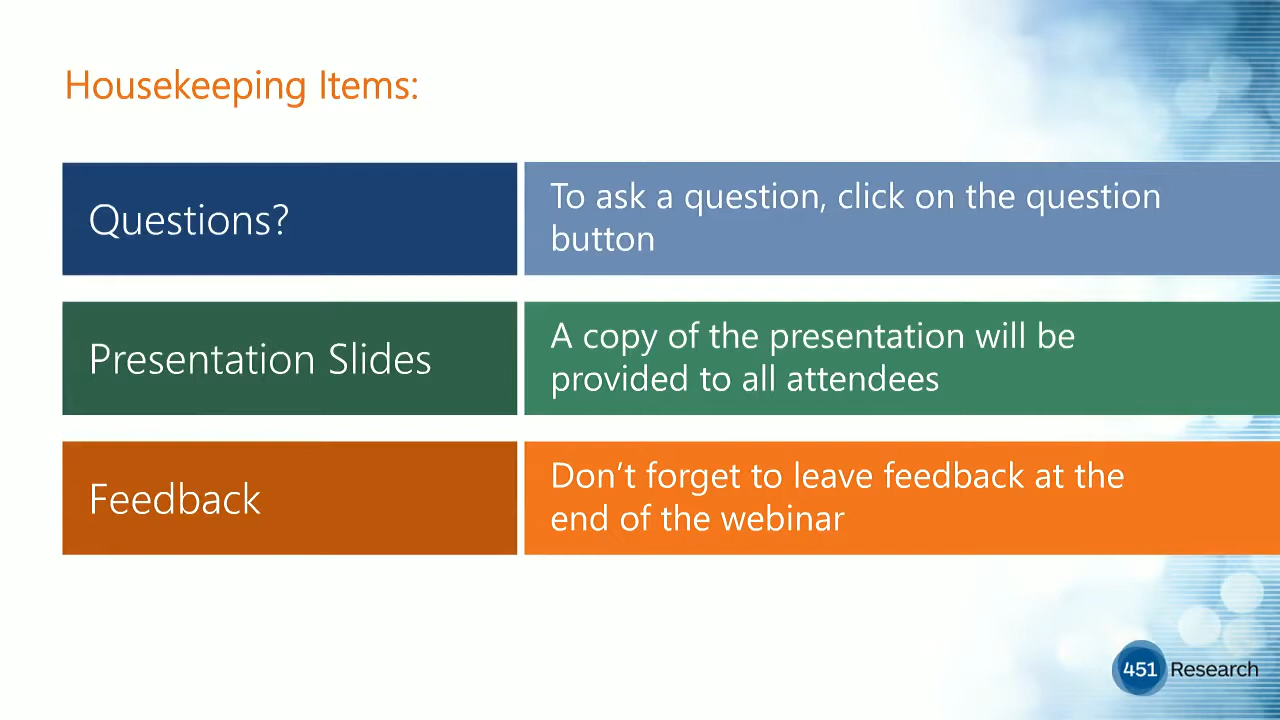 Housekeeping Items:
Questions?
To ask a question, click on the question
button
Presentation Slides
A copy of the presentation will be
provided to all attendees
Feedback
Don’t forget to leave feedback at the
end of the webinar
451 Research